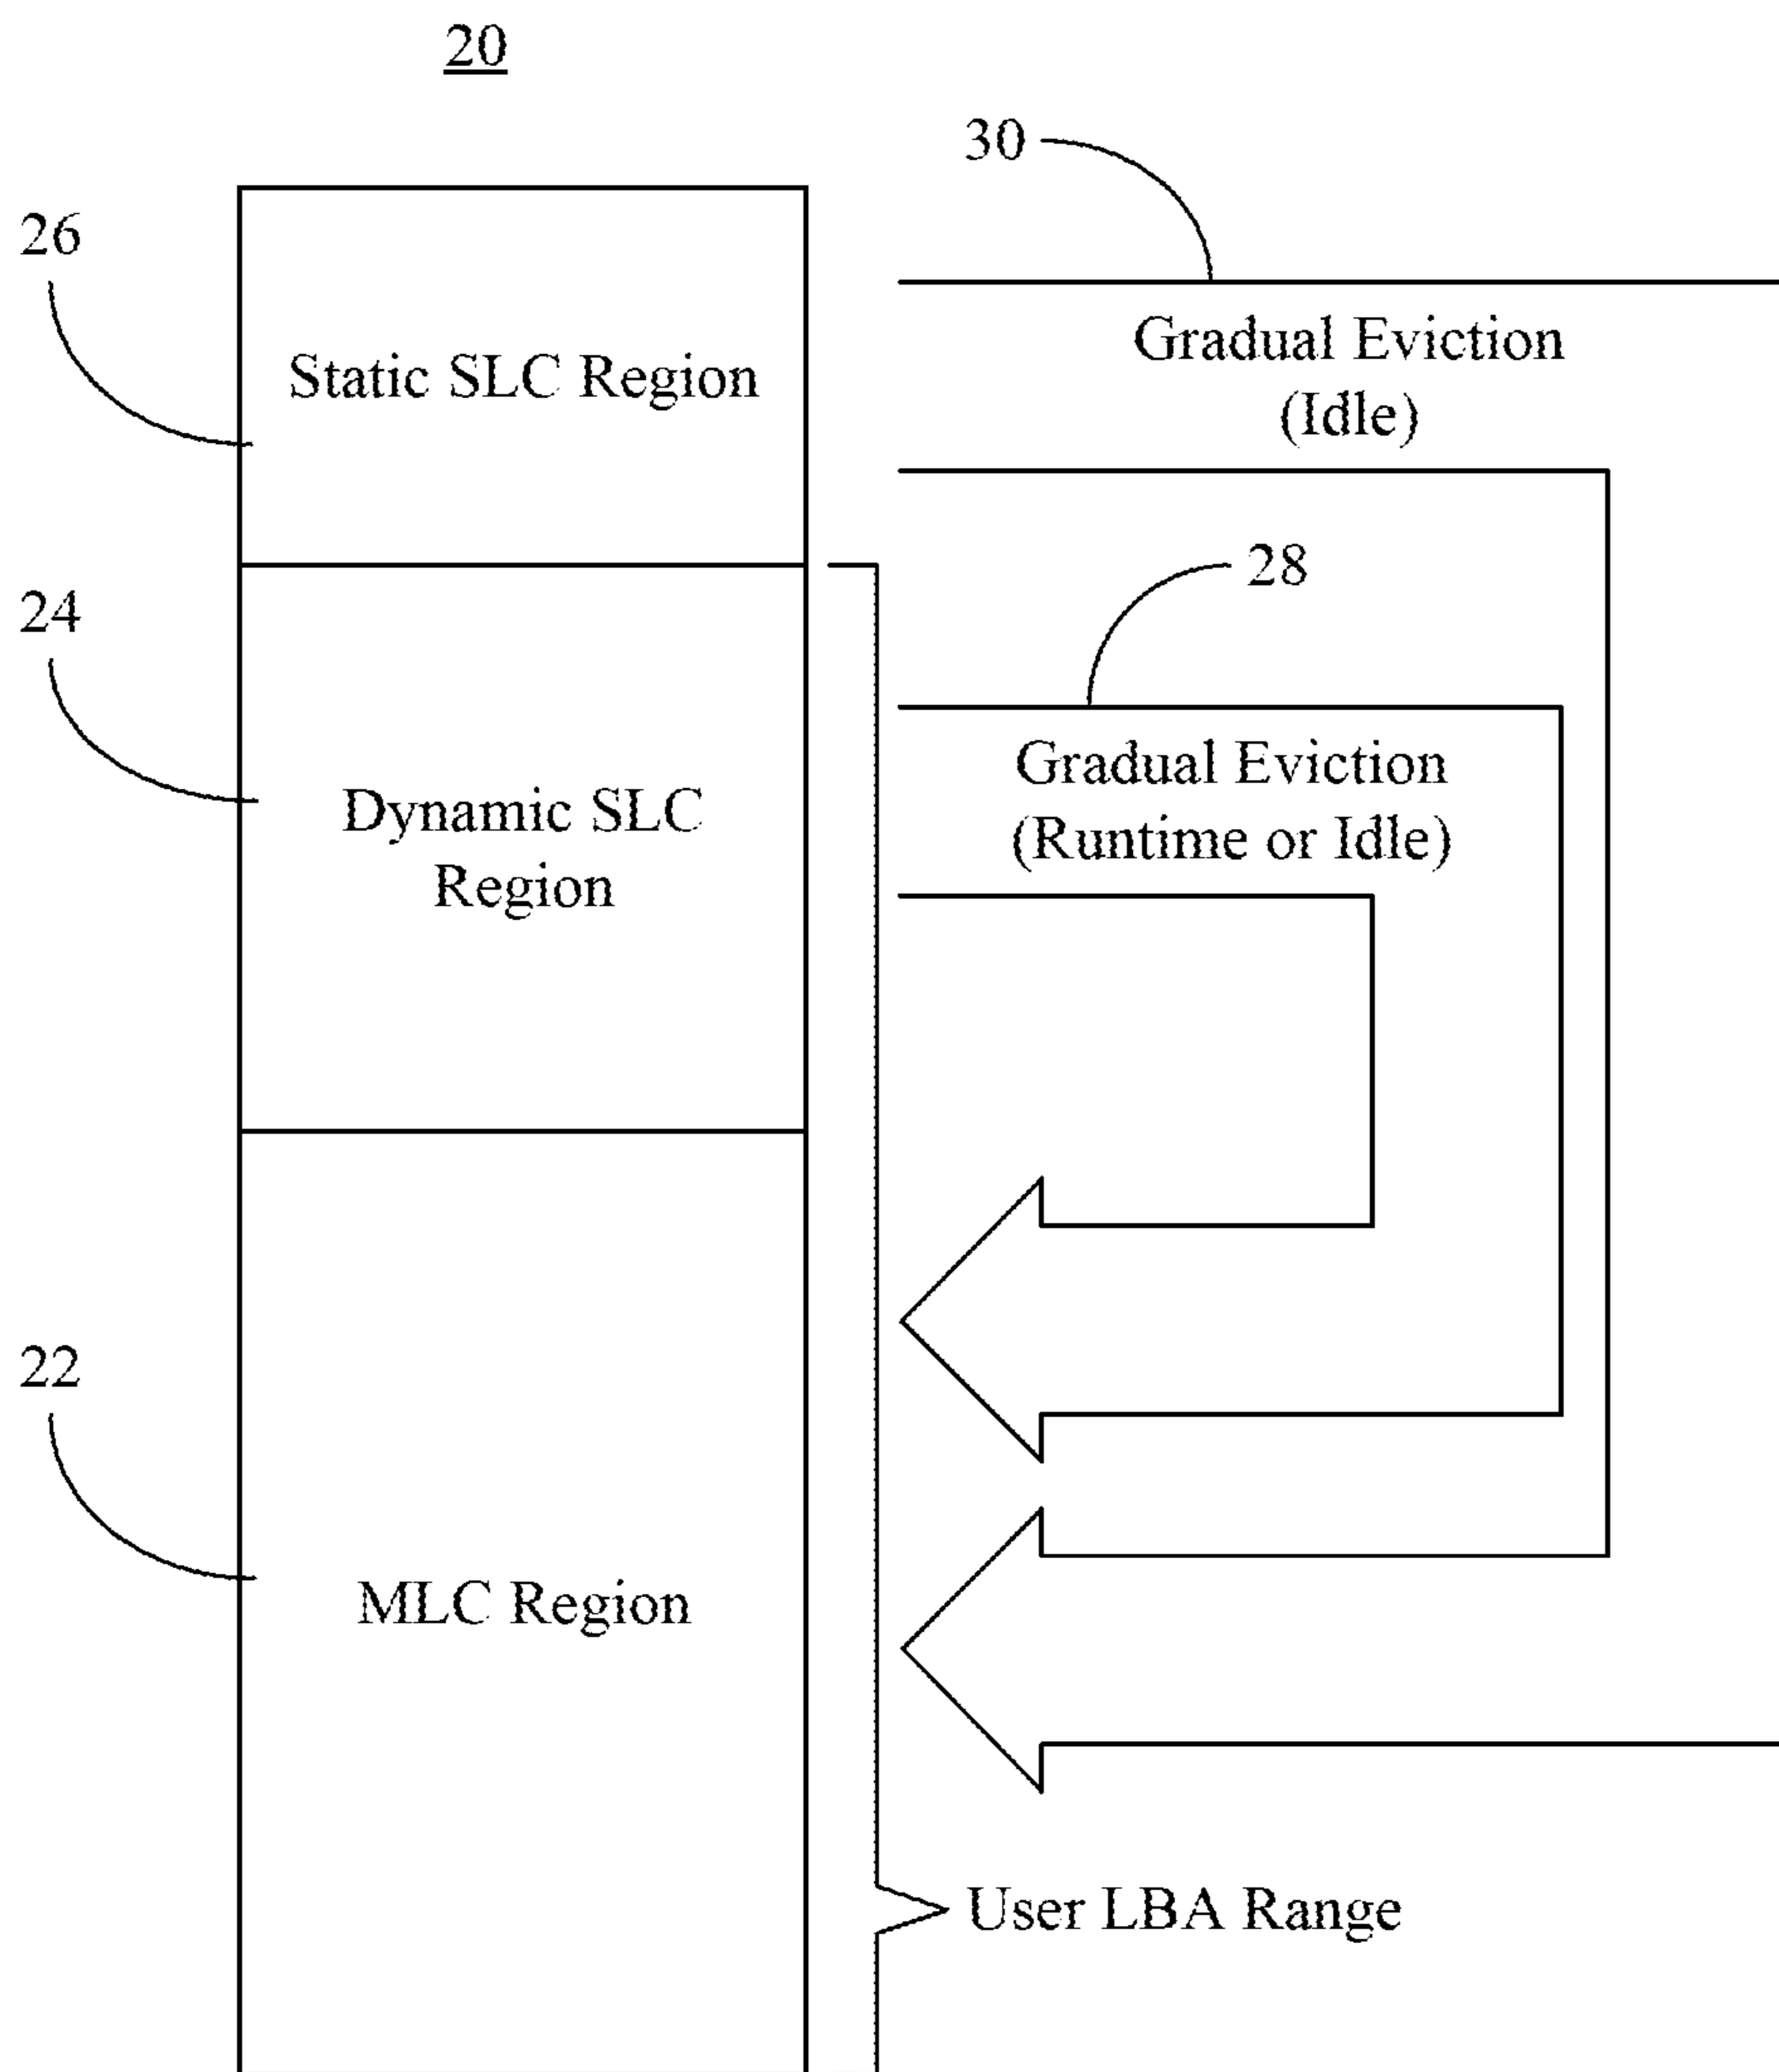 20
30
26
Gradual Eviction
(Idle)
Static SLC Region
28
24
Gradual Eviction
(Runtime or Idle)
Dynamic SLC
Region
22
MLC Region
User LBA Range